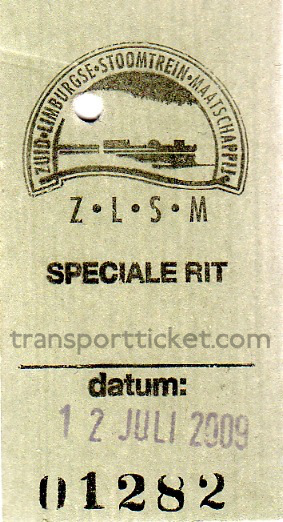 ZUID•LIMBURGSE•STOOMTREIN•MAATSCHAPPIJ•
Z•L•S•M
SPECIALE RIT
transportticket.com
datum:
12 JULI 2009
01282